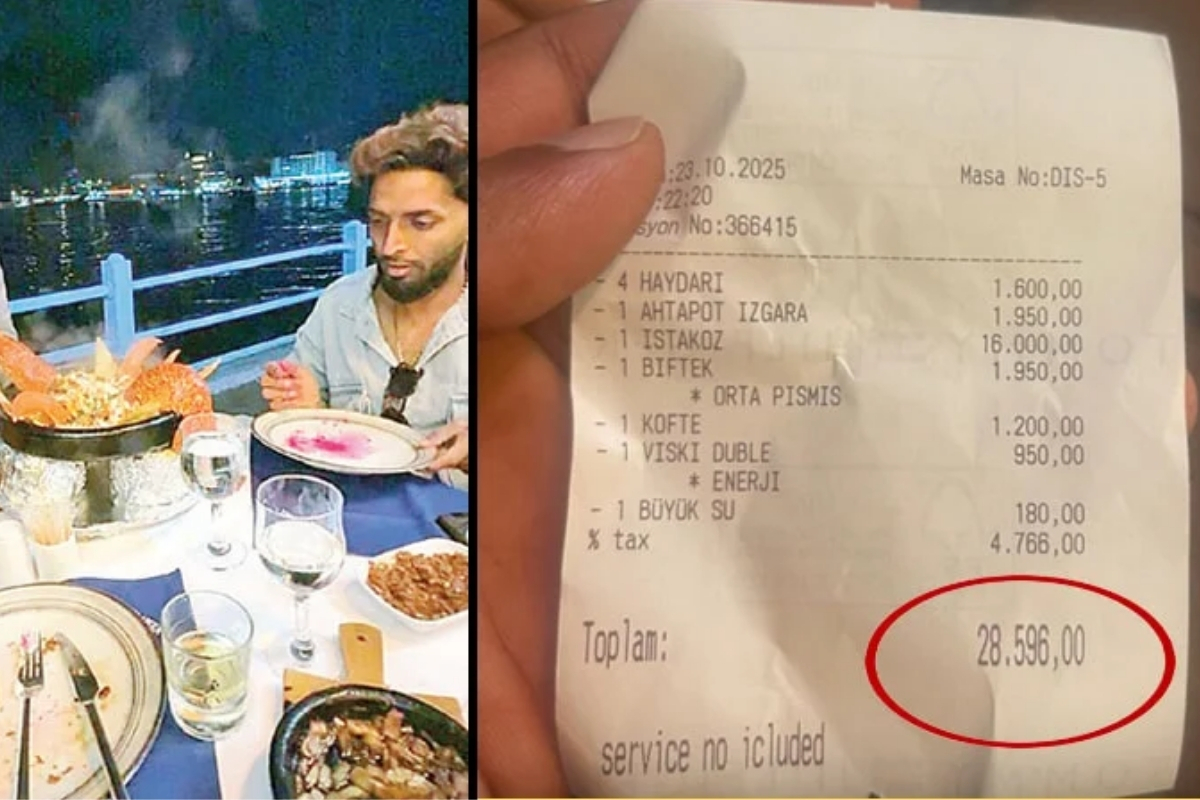 :23.10.2025 Masa No:DIS-5
:22:20
syon No:366415
- 4 HAYDARI 1.600,00
- 1 AHTAPOT IZGARA 1.950,00
- 1 ISTAKOZ 16.000,00
- 1 BIFTEK 1.950,00
* ORTA PISMIS
- 1 KOFTE 1.200,00
- 1 VISKI DUBLE 950,00
* ENERJI
- 1 BÜYÜK SU 180,00
% tax 4.766,00
Toplam: 28.596,00
service no icluded